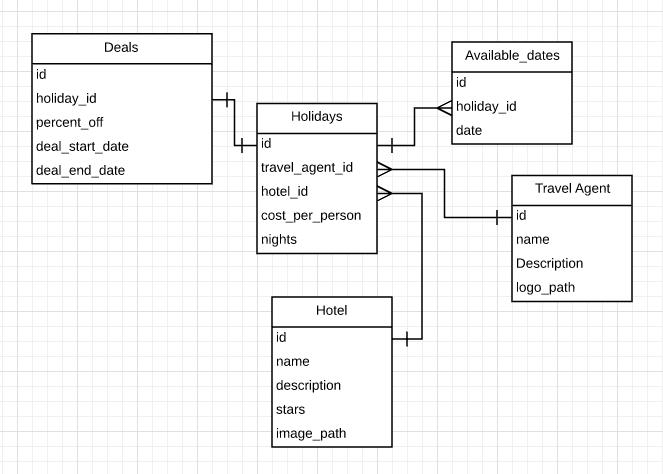 Deals
id
holiday_id
percent_off
deal_start_date
deal_end_date
Holidays
id
travel_agent_id
hotel_id
cost_per_person
nights
Available_dates
id
holiday_id
date
Travel Agent
id
name
Description
logo_path
Hotel
id
name
description
stars
image_path